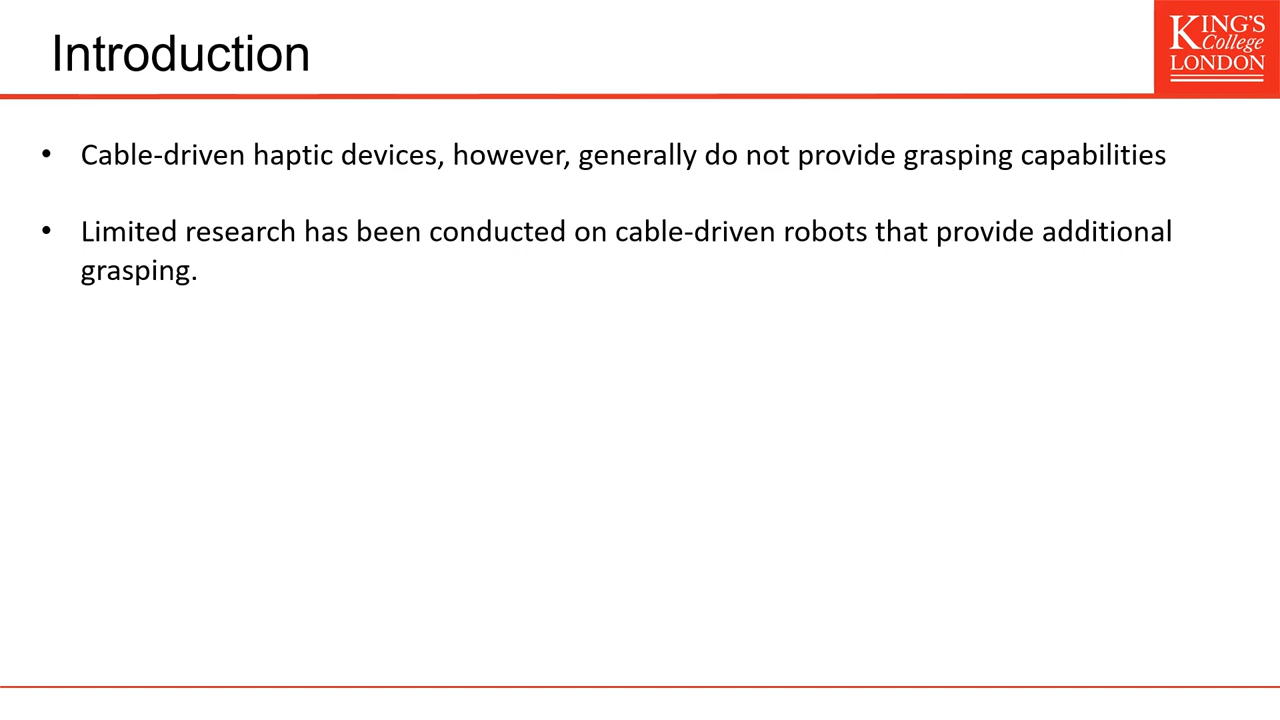 Introduction
KING'S
College
LONDON
• Cable-driven haptic devices, however, generally do not provide grasping capabilities
• Limited research has been conducted on cable-driven robots that provide additional
grasping.